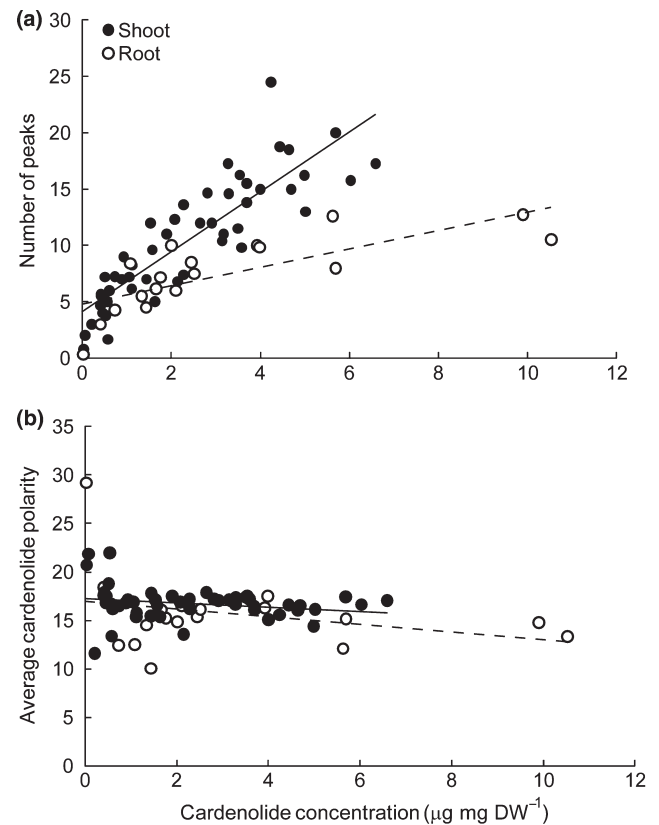 (a)
30
25
20
15
10
5
0
Number of peaks
Shoot
Root
0 2 4 6 8 10 12
(b)
35
30
25
20
15
10
5
0
Average cardenolide polarity
0 2 4 6 8 10 12
Cardenolide concentration (μg mg DW⁻¹)